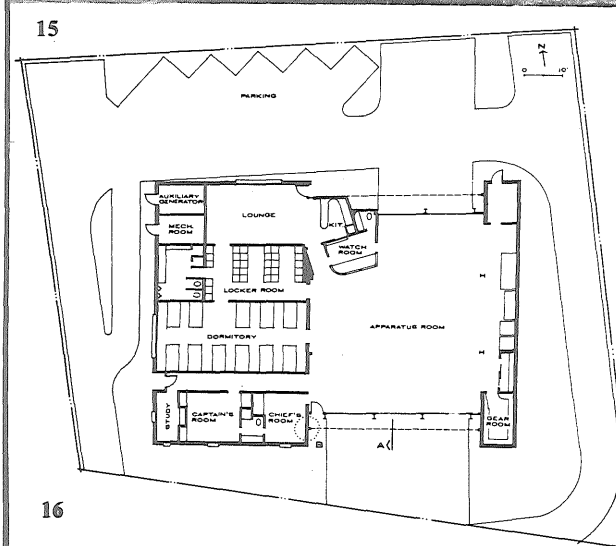 15
N
0 10'
PARKING
AUXILIARY
GENERATOR
LOUNGE
KIT.
MECH.
ROOM
WATCH
ROOM
LOCKER ROOM
APPARATUS ROOM
DORMITORY
STUDY
CAPTAIN'S
ROOM
CHIEF'S
ROOM
GEAR
ROOM
A
B
16